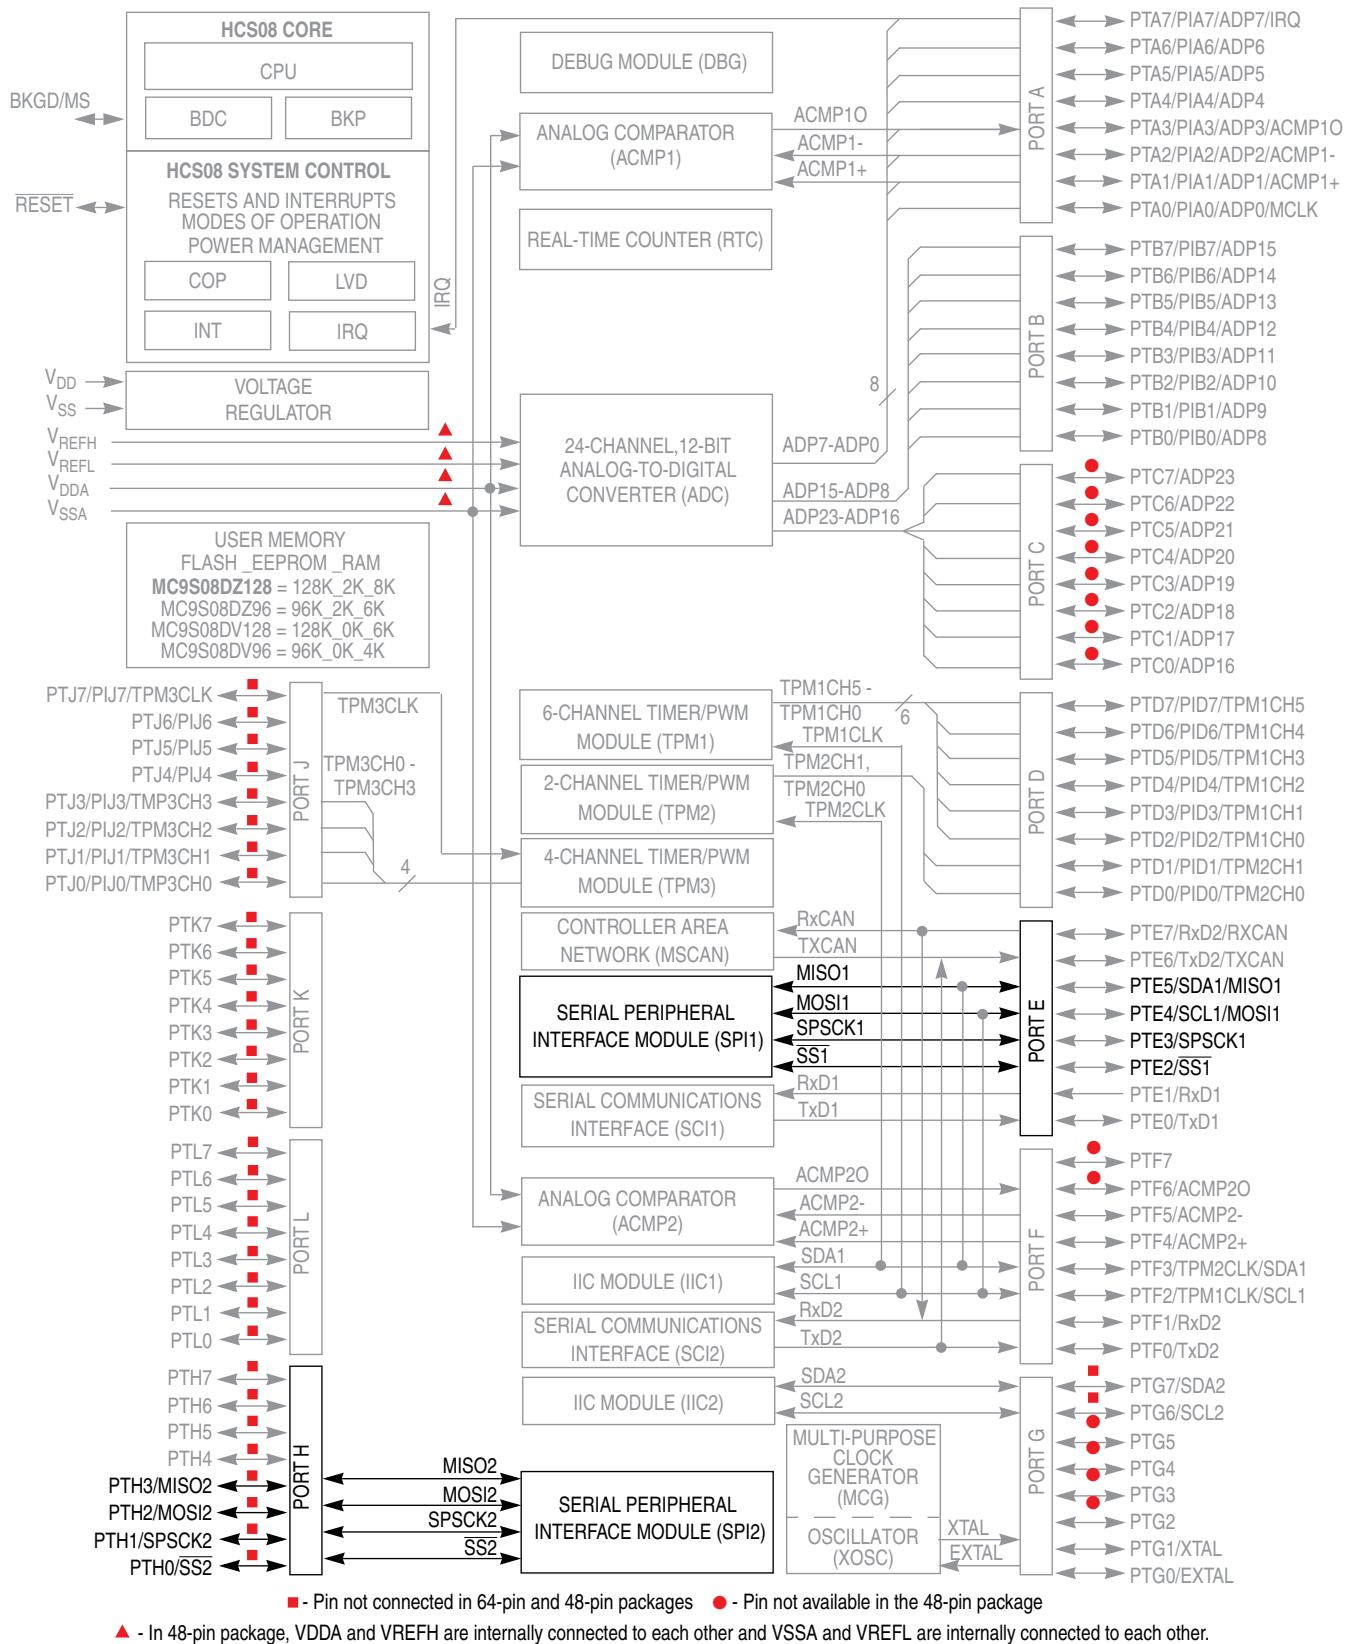 HCS08 CORE
CPU
BDC
BKP
BKGD/MS
HCS08 SYSTEM CONTROL
RESETS AND INTERRUPTS
MODES OF OPERATION
POWER MANAGEMENT
COP
LVD
INT
IRQ
RESET
IRQ
VDD
VSS
VOLTAGE
REGULATOR
VREFH
VREFL
VDDA
VSSA
USER MEMORY
FLASH _EEPROM _RAM
MC9S08DZ128 = 128K_2K_8K
MC9S08DZ96 = 96K_2K_6K
MC9S08DV128 = 128K_0K_6K
MC9S08DV96 = 96K_0K_4K
DEBUG MODULE (DBG)
ANALOG COMPARATOR
(ACMP1)
ACMP1O
ACMP1-
ACMP1+
REAL-TIME COUNTER (RTC)
24-CHANNEL,12-BIT
ANALOG-TO-DIGITAL
CONVERTER (ADC)
8
ADP7-ADP0
ADP15-ADP8
ADP23-ADP16
PORT A
PTA7/PIA7/ADP7/IRQ
PTA6/PIA6/ADP6
PTA5/PIA5/ADP5
PTA4/PIA4/ADP4
PTA3/PIA3/ADP3/ACMP1O
PTA2/PIA2/ADP2/ACMP1-
PTA1/PIA1/ADP1/ACMP1+
PTA0/PIA0/ADP0/MCLK
PORT B
PTB7/PIB7/ADP15
PTB6/PIB6/ADP14
PTB5/PIB5/ADP13
PTB4/PIB4/ADP12
PTB3/PIB3/ADP11
PTB2/PIB2/ADP10
PTB1/PIB1/ADP9
PTB0/PIB0/ADP8
PORT C
PTC7/ADP23
PTC6/ADP22
PTC5/ADP21
PTC4/ADP20
PTC3/ADP19
PTC2/ADP18
PTC1/ADP17
PTC0/ADP16
PTJ7/PIJ7/TPM3CLK
PTJ6/PIJ6
PTJ5/PIJ5
PTJ4/PIJ4
PTJ3/PIJ3/TMP3CH3
PTJ2/PIJ2/TPM3CH2
PTJ1/PIJ1/TPM3CH1
PTJ0/PIJ0/TMP3CH0
PORT J
TPM3CLK
TPM3CH0 -
TPM3CH3
4
6-CHANNEL TIMER/PWM
MODULE (TPM1)
TPM1CH5 -
TPM1CH0
6
TPM1CLK
2-CHANNEL TIMER/PWM
MODULE (TPM2)
TPM2CH1,
TPM2CH0
TPM2CLK
4-CHANNEL TIMER/PWM
MODULE (TPM3)
PORT D
PTD7/PID7/TPM1CH5
PTD6/PID6/TPM1CH4
PTD5/PID5/TPM1CH3
PTD4/PID4/TPM1CH2
PTD3/PID3/TPM1CH1
PTD2/PID2/TPM1CH0
PTD1/PID1/TPM2CH1
PTD0/PID0/TPM2CH0
PTK7
PTK6
PTK5
PTK4
PTK3
PTK2
PTK1
PTK0
PORT K
CONTROLLER AREA
NETWORK (MSCAN)
RxCAN
TXCAN
SERIAL PERIPHERAL
INTERFACE MODULE (SPI1)
MISO1
MOSI1
SPSCK1
SS1
SERIAL COMMUNICATIONS
INTERFACE (SCI1)
RxD1
TxD1
PORT E
PTE7/RxD2/RXCAN
PTE6/TxD2/TXCAN
PTE5/SDA1/MISO1
PTE4/SCL1/MOSI1
PTE3/SPSCK1
PTE2/SS1
PTE1/RxD1
PTE0/TxD1
PTL7
PTL6
PTL5
PTL4
PTL3
PTL2
PTL1
PTL0
PORT L
ANALOG COMPARATOR
(ACMP2)
ACMP2O
ACMP2-
ACMP2+
IIC MODULE (IIC1)
SDA1
SCL1
SERIAL COMMUNICATIONS
INTERFACE (SCI2)
RxD2
TxD2
PORT F
PTF7
PTF6/ACMP2O
PTF5/ACMP2-
PTF4/ACMP2+
PTF3/TPM2CLK/SDA1
PTF2/TPM1CLK/SCL1
PTF1/RxD2
PTF0/TxD2
PTH7
PTH6
PTH5
PTH4
PTH3/MISO2
PTH2/MOSI2
PTH1/SPSCK2
PTH0/SS2
PORT H
MISO2
MOSI2
SPSCK2
SS2
IIC MODULE (IIC2)
SDA2
SCL2
SERIAL PERIPHERAL
INTERFACE MODULE (SPI2)
MULTI-PURPOSE
CLOCK
GENERATOR
(MCG)
OSCILLATOR
(XOSC)
XTAL
EXTAL
PORT G
PTG7/SDA2
PTG6/SCL2
PTG5
PTG4
PTG3
PTG2
PTG1/XTAL
PTG0/EXTAL
- Pin not connected in 64-pin and 48-pin packages
- Pin not available in the 48-pin package
- In 48-pin package, VDDA and VREFH are internally connected to each other and VSSA and VREFL are internally connected to each other.